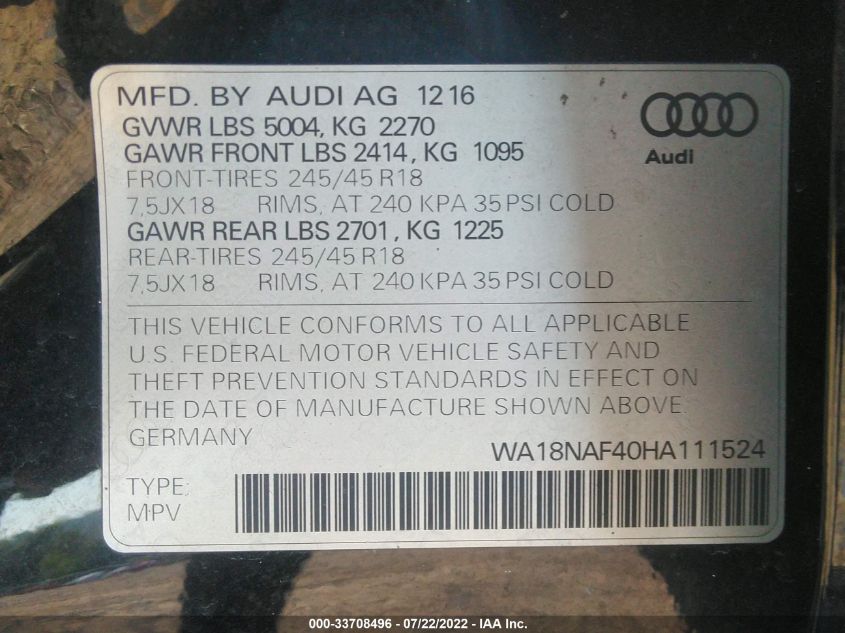 MFD. BY AUDI AG 12 16
GVWR LBS 5004, KG 2270
GAWR FRONT LBS 2414, KG 1095
FRONT-TIRES 245/45 R18
7,5JX18 RIMS, AT 240 KPA 35 PSI COLD
GAWR REAR LBS 2701, KG 1225
REAR-TIRES 245/45 R18
7,5JX18 RIMS, AT 240 KPA 35 PSI COLD
Audi
THIS VEHICLE CONFORMS TO ALL APPLICABLE
U.S. FEDERAL MOTOR VEHICLE SAFETY AND
THEFT PREVENTION STANDARDS IN EFFECT ON
THE DATE OF MANUFACTURE SHOWN ABOVE.
GERMANY
WA18NAF40HA111524
TYPE:
MPV
000-33708496 - 07/22/2022 - IAA Inc.